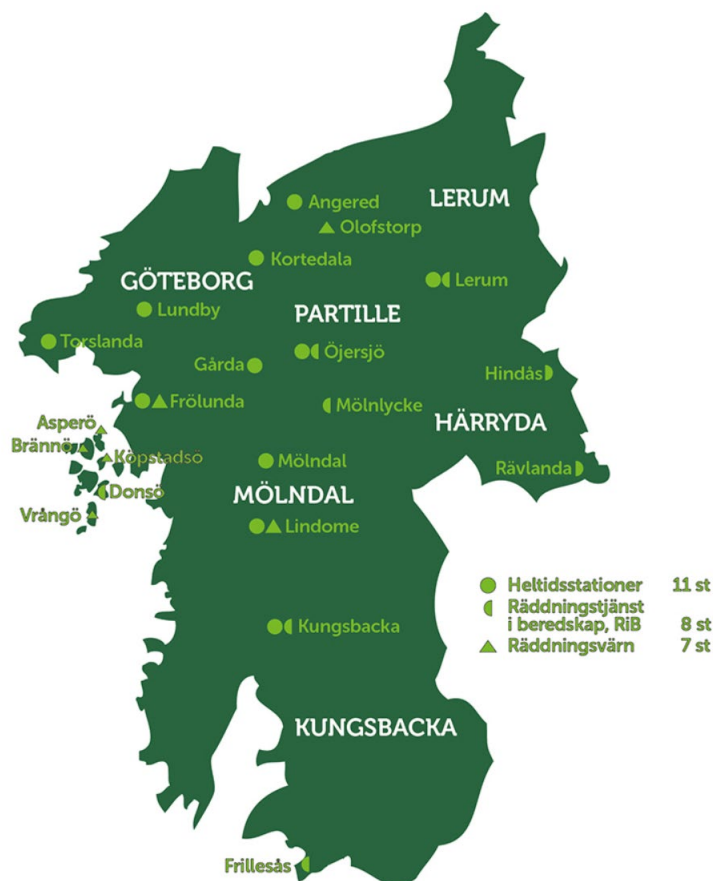 LERUM
Angered
Olofstorp
Kortedala
GÖTEBORG
Lerum
Lundby
PARTILLE
Torslanda
Öjersjö
Gårda
Hindås
Frölunda
Mölnlycke
Asperö
HÄRRYDA
Brännö
Köpstadsö
Mölndal
Rävlanda
Donsö
MÖLNDAL
Vrångö
Lindome
Heltidsstationer 11 st
Räddningstjänst
i beredskap, RiB 8 st
Räddningsvärn 7 st
Kungsbacka
KUNGSBACKA
Frillesås